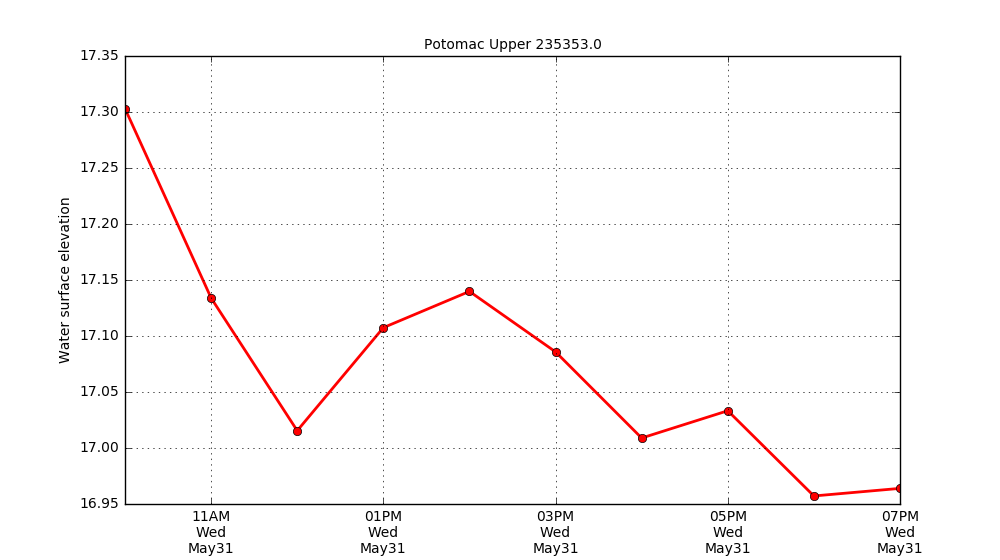 Potomac Upper 235353.0
17.35
17.30
17.25
17.20
17.15
17.10
17.05
17.00
16.95
Water surface elevation
11AM
Wed
May31
01PM
Wed
May31
03PM
Wed
May31
05PM
Wed
May31
07PM
Wed
May31